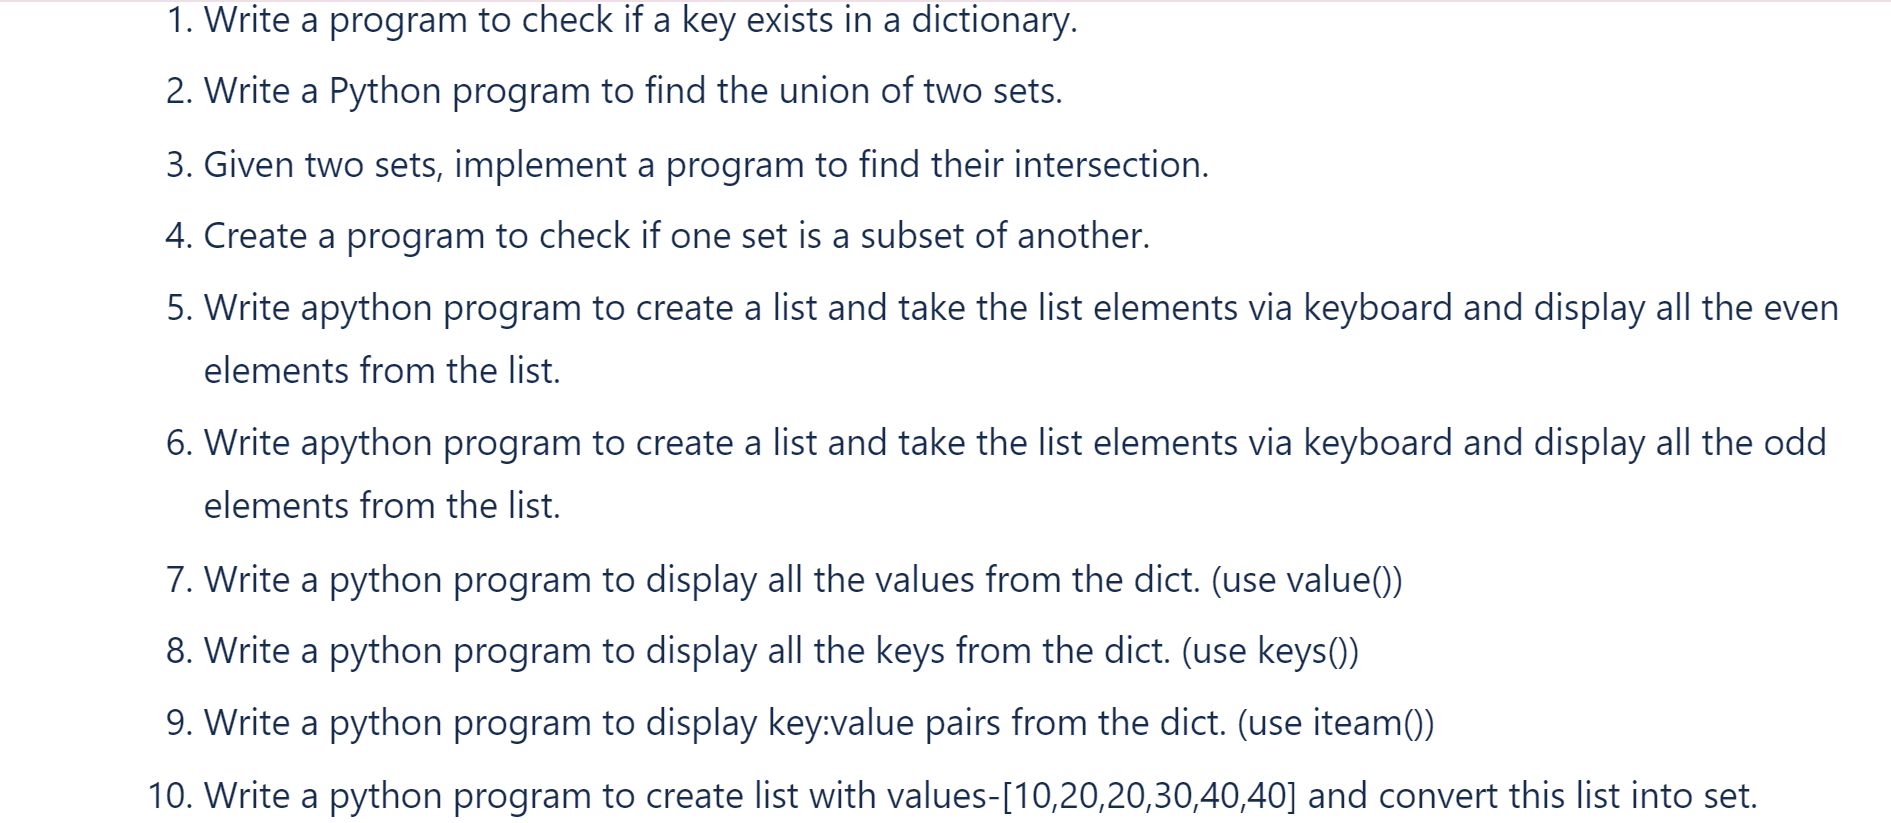 1. Write a program to check if a key exists in a dictionary.
2. Write a Python program to find the union of two sets.
3. Given two sets, implement a program to find their intersection.
4. Create a program to check if one set is a subset of another.
5. Write apython program to create a list and take the list elements via keyboard and display all the even
elements from the list.
6. Write apython program to create a list and take the list elements via keyboard and display all the odd
elements from the list.
7. Write a python program to display all the values from the dict. (use value())
8. Write a python program to display all the keys from the dict. (use keys())
9. Write a python program to display key:value pairs from the dict. (use iteam())
10. Write a python program to create list with values-[10,20,20,30,40,40] and convert this list into set.